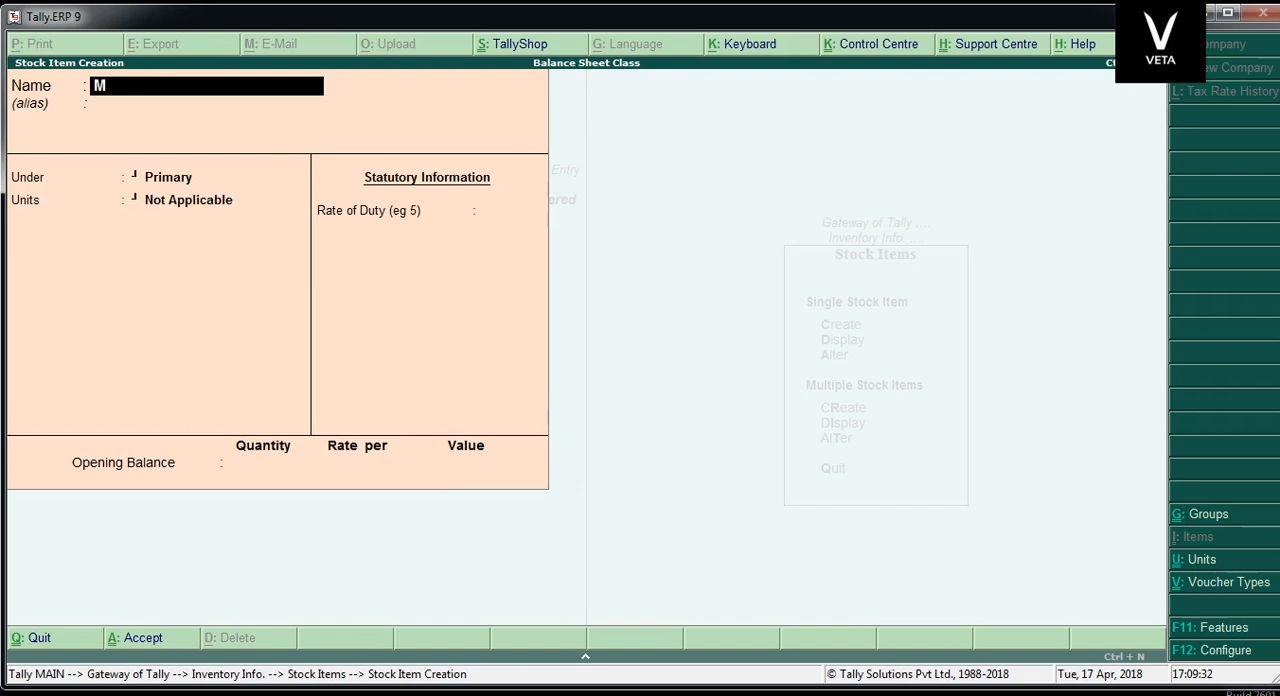 Tally.ERP 9
P: Print
E: Export
M: E-Mail
O: Upload
S: TallyShop
G: Language
K: Keyboard
K: Control Centre
H: Support Centre
H: Help
VETA
Stock Item Creation
Balance Sheet Class
ompany
ew Company
L: Tax Rate History
Name : M
(alias) :
Under : Primary
Units : Not Applicable
Statutory Information
Rate of Duty (eg 5) :
Entry
ered
Gateway of Tally ....
Inventory Info. ....
Stock Items
Single Stock Item
Create
Display
Alter
Multiple Stock Items
CReate
DIsplay
AlTer
Quit
Quantity Rate per Value
Opening Balance :
G: Groups
I: Items
U: Units
V: Voucher Types
F11: Features
F12: Configure
Q: Quit
A: Accept
D: Delete
Ctrl + N
Tally MAIN --> Gateway of Tally --> Inventory Info. --> Stock Items --> Stock Item Creation
© Tally Solutions Pvt Ltd., 1988-2018
Tue, 17 Apr, 2018
17:09:32